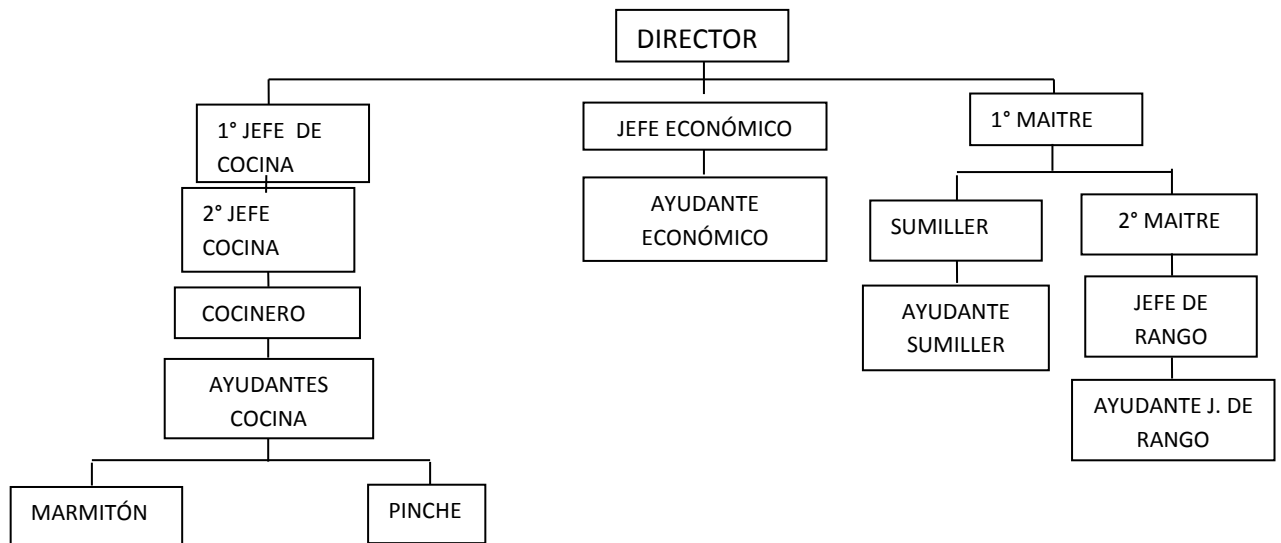 DIRECTOR
1° JEFE DE
COCINA
JEFE ECONÓMICO
1° MAITRE
2° JEFE
COCINA
AYUDANTE
ECONÓMICO
SUMILLER
2° MAITRE
COCINERO
AYUDANTE
SUMILLER
JEFE DE
RANGO
AYUDANTES
COCINA
AYUDANTE J. DE
RANGO
MARMITÓN
PINCHE